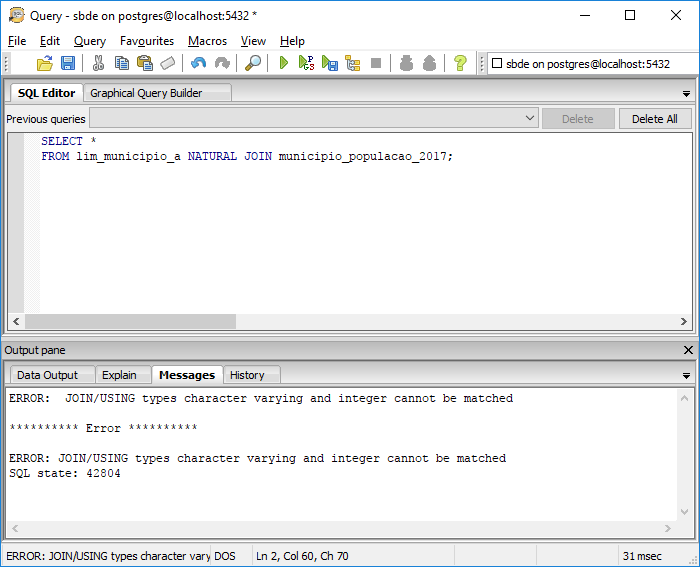 Query - sbde on postgres@localhost:5432 *
File Edit Query Favourites Macros View Help
sbde on postgres@localhost:5432
SQL Editor Graphical Query Builder
Previous queries Delete Delete All
SELECT *
FROM lim_municipio_a NATURAL JOIN municipio_populacao_2017;
Output pane
Data Output Explain Messages History
ERROR:  JOIN/USING types character varying and integer cannot be matched
********** Error **********
ERROR: JOIN/USING types character varying and integer cannot be matched
SQL state: 42804
ERROR: JOIN/USING types character vary DOS Ln 2, Col 60, Ch 70 31 msec